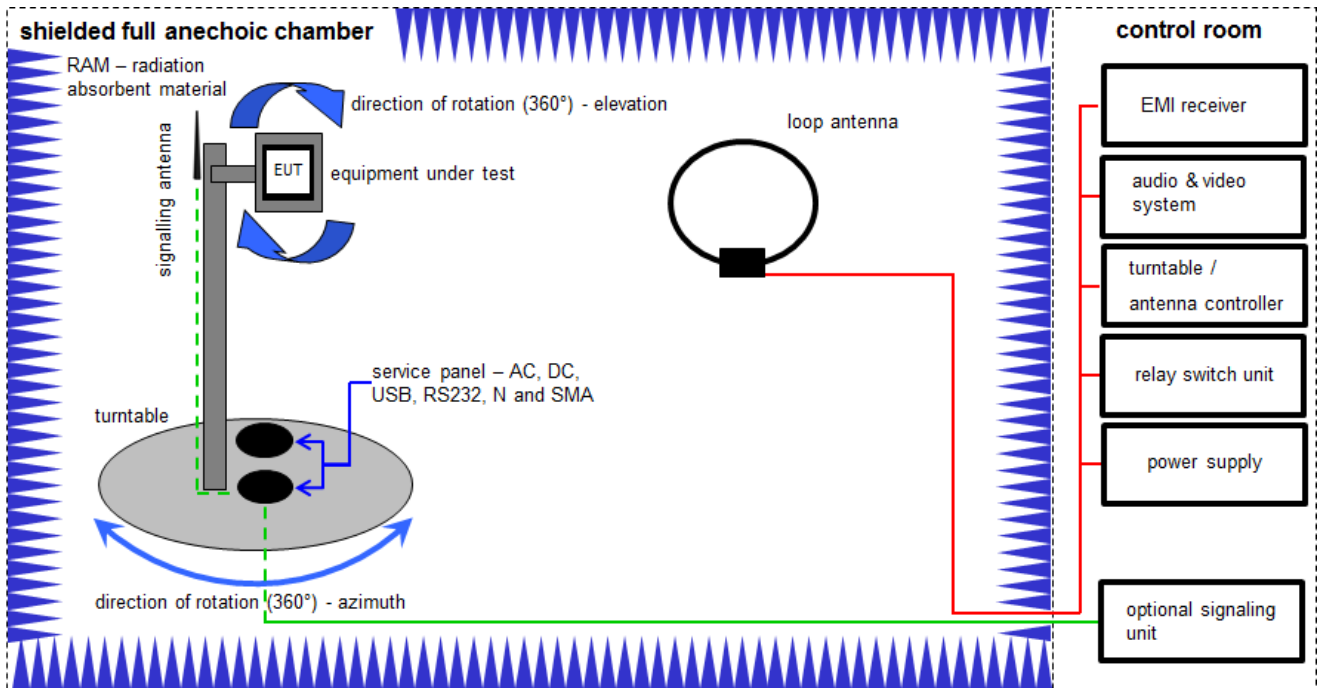 shielded full anechoic chamber
RAM – radiation
absorbent material
direction of rotation (360°) - elevation
signalling antenna
EUT
equipment under test
loop antenna
service panel – AC, DC,
USB, RS232, N and SMA
turntable
direction of rotation (360°) - azimuth
control room
EMI receiver
audio & video
system
turntable /
antenna controller
relay switch unit
power supply
optional signaling
unit